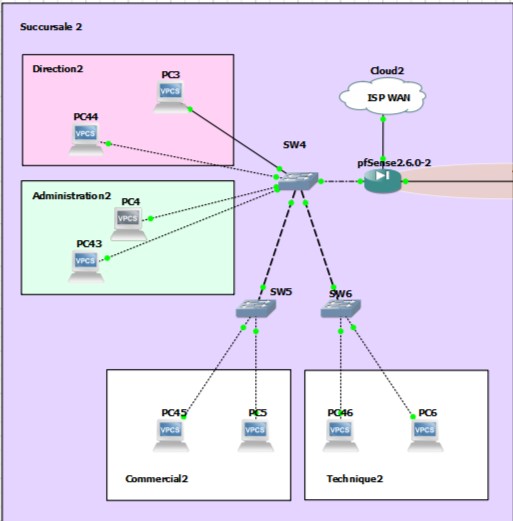 Succursale 2
Direction2
PC3
VPCS
PC44
VPCS
Cloud2
ISP WAN
SW4
pfSense2.6.0-2
Administration2
PC4
VPCS
PC43
VPCS
SW5
SW6
PC45
VPCS
PC5
VPCS
PC46
VPCS
PC6
VPCS
Commercial2
Technique2